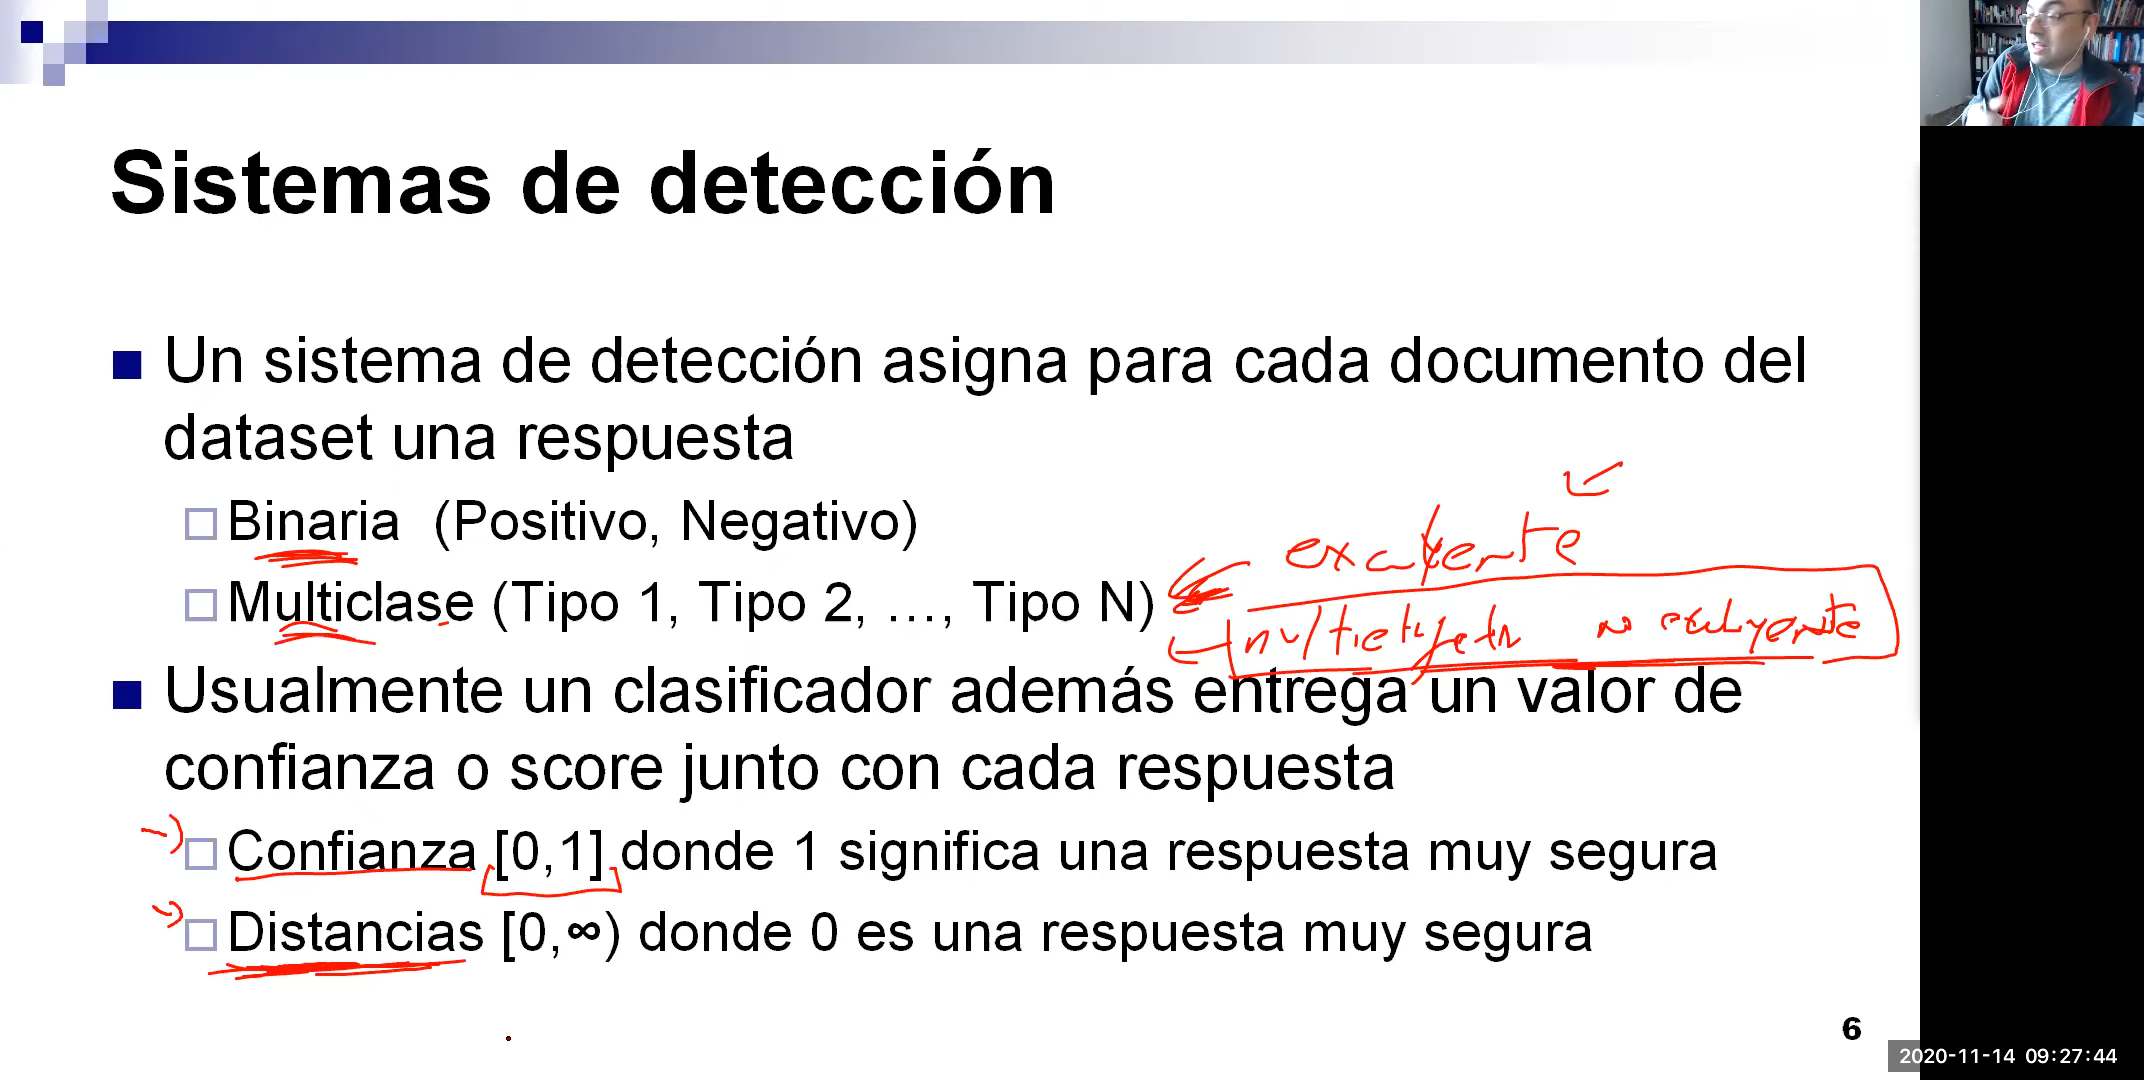 Sistemas de detección
Un sistema de detección asigna para cada documento del
dataset una respuesta
Binaria (Positivo, Negativo)
excluyente
Multiclase (Tipo 1, Tipo 2, ..., Tipo N)
multietiqueta no excluyente
Usualmente un clasificador además entrega un valor de
confianza o score junto con cada respuesta
Confianza [0,1] donde 1 significa una respuesta muy segura
Distancias [0,∞) donde 0 es una respuesta muy segura
6
2020-11-14 09:27:44